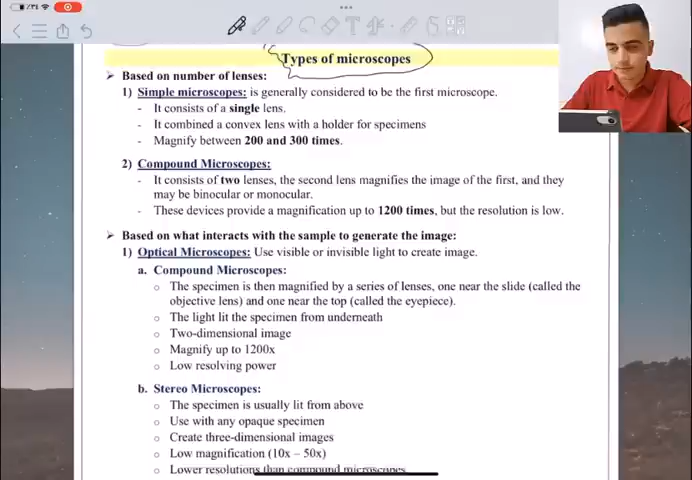 Types of microscopes
➢ Based on number of lenses:
1) Simple microscopes: is generally considered to be the first microscope.
- It consists of a single lens.
- It combined a convex lens with a holder for specimens
- Magnify between 200 and 300 times.
2) Compound Microscopes:
- It consists of two lenses, the second lens magnifies the image of the first, and they
may be binocular or monocular.
- These devices provide a magnification up to 1200 times, but the resolution is low.
➢ Based on what interacts with the sample to generate the image:
1) Optical Microscopes: Use visible or invisible light to create image.
a. Compound Microscopes:
o The specimen is then magnified by a series of lenses, one near the slide (called the
objective lens) and one near the top (called the eyepiece).
o The light lit the specimen from underneath
o Two-dimensional image
o Magnify up to 1200x
o Low resolving power
b. Stereo Microscopes:
o The specimen is usually lit from above
o Use with any opaque specimen
o Create three-dimensional images
o Low magnification (10x – 50x)
o Lower resolutions than compound microscopes